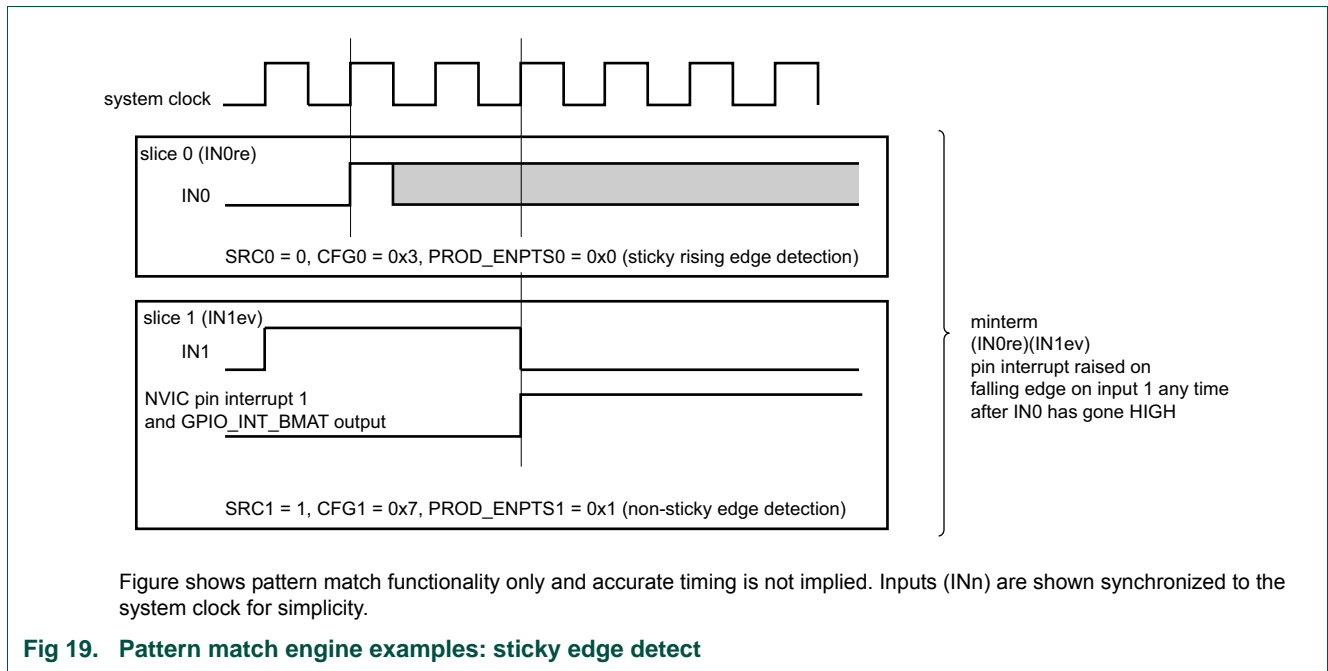 system clock
slice 0 (IN0re)
IN0
SRC0 = 0, CFG0 = 0x3, PROD_ENPTS0 = 0x0 (sticky rising edge detection)
slice 1 (IN1ev)
IN1
NVIC pin interrupt 1
and GPIO_INT_BMAT output
SRC1 = 1, CFG1 = 0x7, PROD_ENPTS1 = 0x1 (non-sticky edge detection)
minterm
(IN0re)(IN1ev)
pin interrupt raised on
falling edge on input 1 any time
after IN0 has gone HIGH
Figure shows pattern match functionality only and accurate timing is not implied. Inputs (INn) are shown synchronized to the
system clock for simplicity.
Fig 19. Pattern match engine examples: sticky edge detect